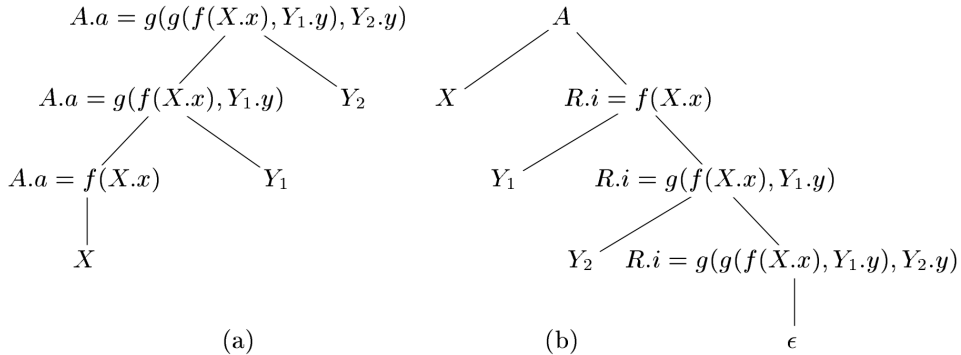 A.a = g(g(f(X.x), Y₁.y), Y₂.y) A
A.a = g(f(X.x), Y₁.y) Y₂ X R.i = f(X.x)
A.a = f(X.x) Y₁ Y₁ R.i = g(f(X.x), Y₁.y)
X Y₂ R.i = g(g(f(X.x), Y₁.y), Y₂.y)
(a) (b) ϵ